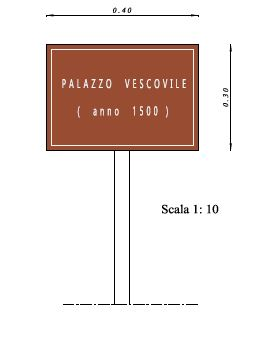 0.40
PALAZZO VESCOVILE
( anno 1500 )
0.30
Scala 1: 10